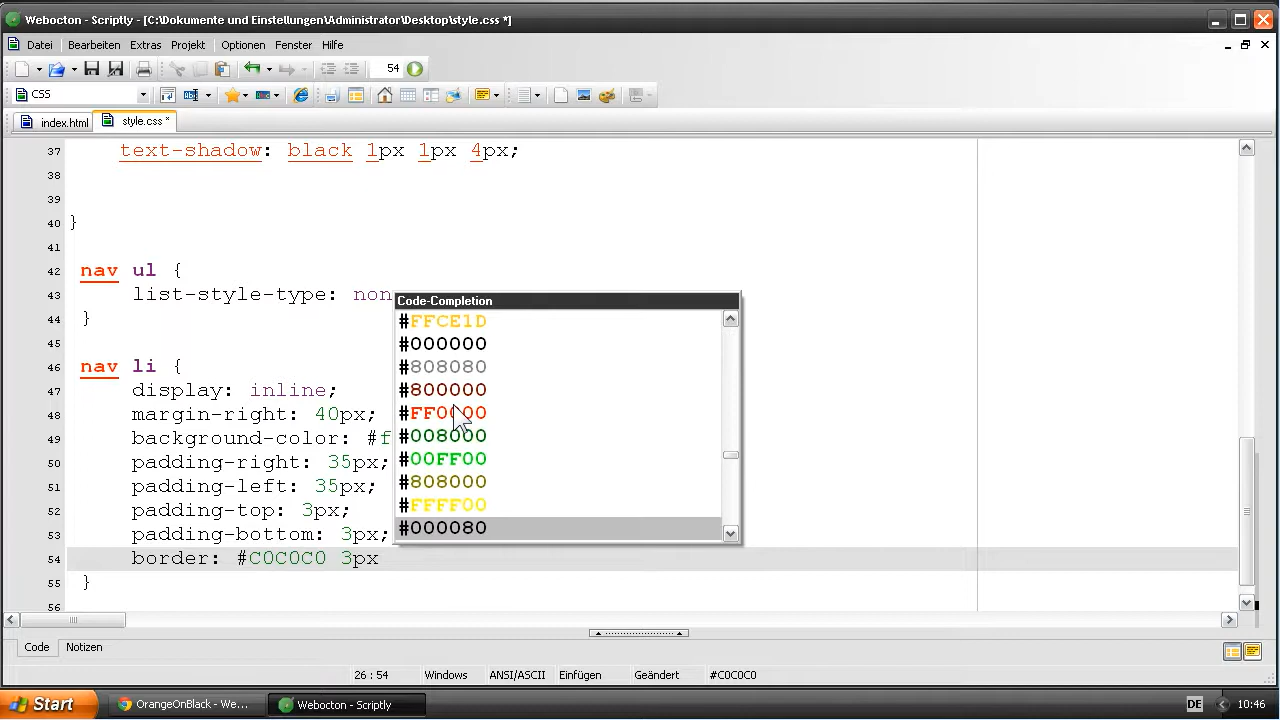 Webocton - Scriptly - [C:\Dokumente und Einstellungen\Administrator\Desktop\style.css *]
Datei Bearbeiten Extras Projekt Optionen Fenster Hilfe
54
CSS
index.html style.css *
37 text-shadow: black 1px 1px 4px;
38
39
40 }
41
42 nav ul {
43 list-style-type: non
44 }
45
46 nav li {
47 display: inline;
48 margin-right: 40px;
49 background-color: #f
50 padding-right: 35px;
51 padding-left: 35px;
52 padding-top: 3px;
53 padding-bottom: 3px;
54 border: #C0C0C0 3px
55 }
56
Code-Completion
#FFCE1D
#000000
#808080
#800000
#FF0000
#008000
#00FF00
#808000
#FFFF00
#000080
Code Notizen
26 : 54 Windows ANSI/ASCII Einfügen Geändert #C0C0C0
Start OrangeOnBlack - We... Webocton - Scriptly DE 10:46